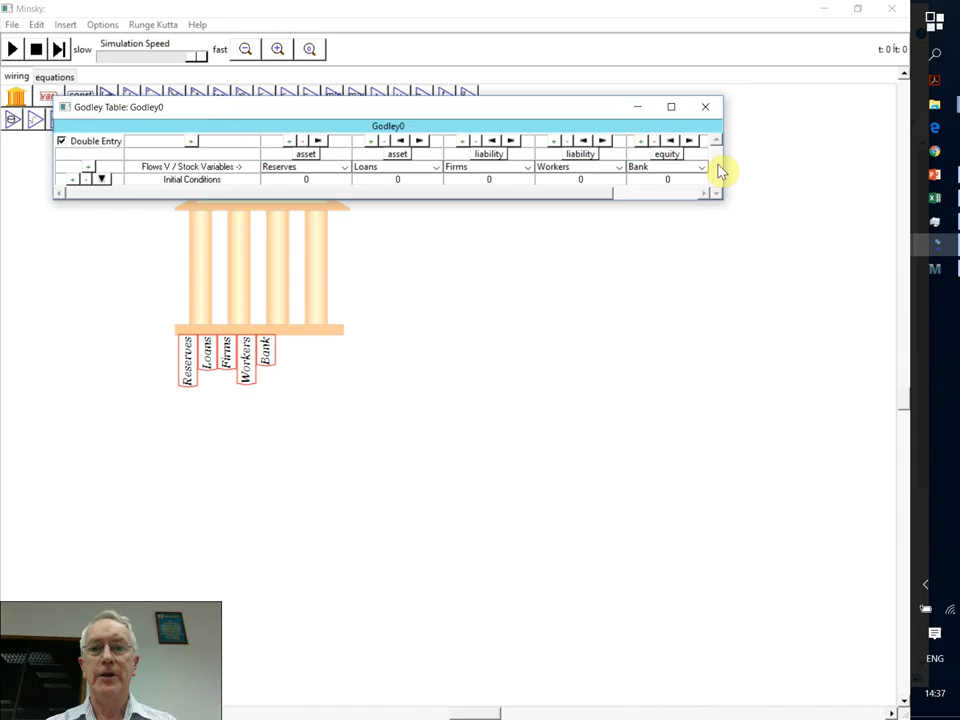 Minsky:
File Edit Insert Options Runge Kutta Help
slow Simulation Speed fast t: 0 Δt: 0
wiring equations
Godley Table: Godley0
Godley0
Double Entry + + - + - + - + - + -
asset asset liability liability equity
+ Flows V / Stock Variables -> Reserves Loans Firms Workers Bank
+ - Initial Conditions 0 0 0 0 0
Reserves Loans Firms Workers Bank
ENG
14:37